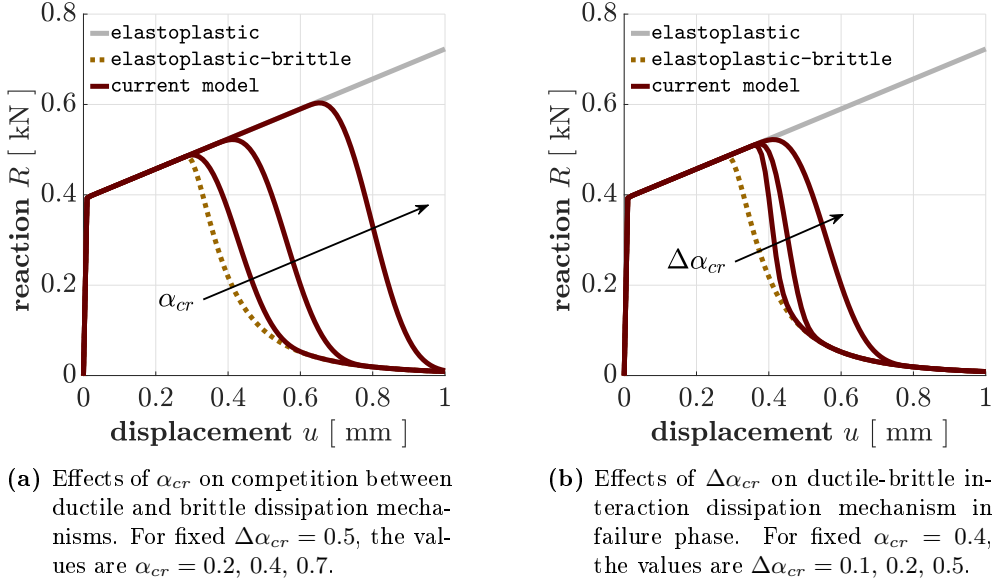 0.8
elastoplastic
elastoplastic-brittle
current model
0.6
0.4
0.2
0
reaction R [ kN ]
α_cr
0 0.2 0.4 0.6 0.8 1
displacement u [ mm ]
(a) Effects of α_cr on competition between
ductile and brittle dissipation mecha-
nisms. For fixed Δα_cr = 0.5, the val-
ues are α_cr = 0.2, 0.4, 0.7.
0.8
elastoplastic
elastoplastic-brittle
current model
0.6
0.4
0.2
0
reaction R [ kN ]
Δα_cr
0 0.2 0.4 0.6 0.8 1
displacement u [ mm ]
(b) Effects of Δα_cr on ductile-brittle in-
teraction dissipation mechanism in
failure phase. For fixed α_cr = 0.4,
the values are Δα_cr = 0.1, 0.2, 0.5.